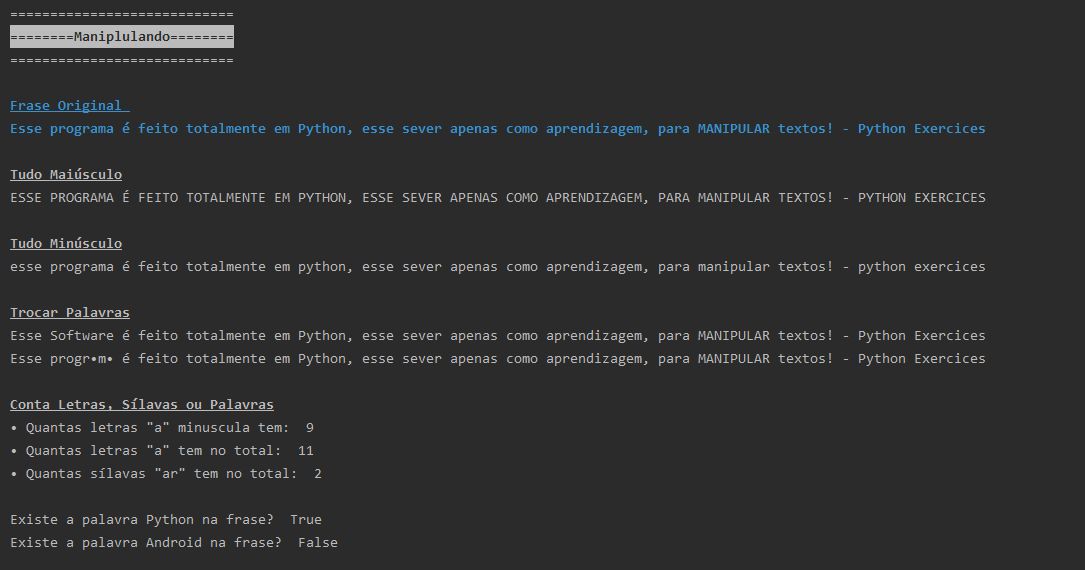 ============================
========Maniplulando========
============================
Frase Original
Esse programa é feito totalmente em Python, esse sever apenas como aprendizagem, para MANIPULAR textos! - Python Exercices
Tudo Maiúsculo
ESSE PROGRAMA É FEITO TOTALMENTE EM PYTHON, ESSE SEVER APENAS COMO APRENDIZAGEM, PARA MANIPULAR TEXTOS! - PYTHON EXERCICES
Tudo Minúsculo
esse programa é feito totalmente em python, esse sever apenas como aprendizagem, para manipular textos! - python exercices
Trocar Palavras
Esse Software é feito totalmente em Python, esse sever apenas como aprendizagem, para MANIPULAR textos! - Python Exercices
Esse progr•m• é feito totalmente em Python, esse sever apenas como aprendizagem, para MANIPULAR textos! - Python Exercices
Conta Letras, Sílavas ou Palavras
• Quantas letras "a" minuscula tem:  9
• Quantas letras "a" tem no total:  11
• Quantas sílavas "ar" tem no total:  2
Existe a palavra Python na frase?  True
Existe a palavra Android na frase?  False